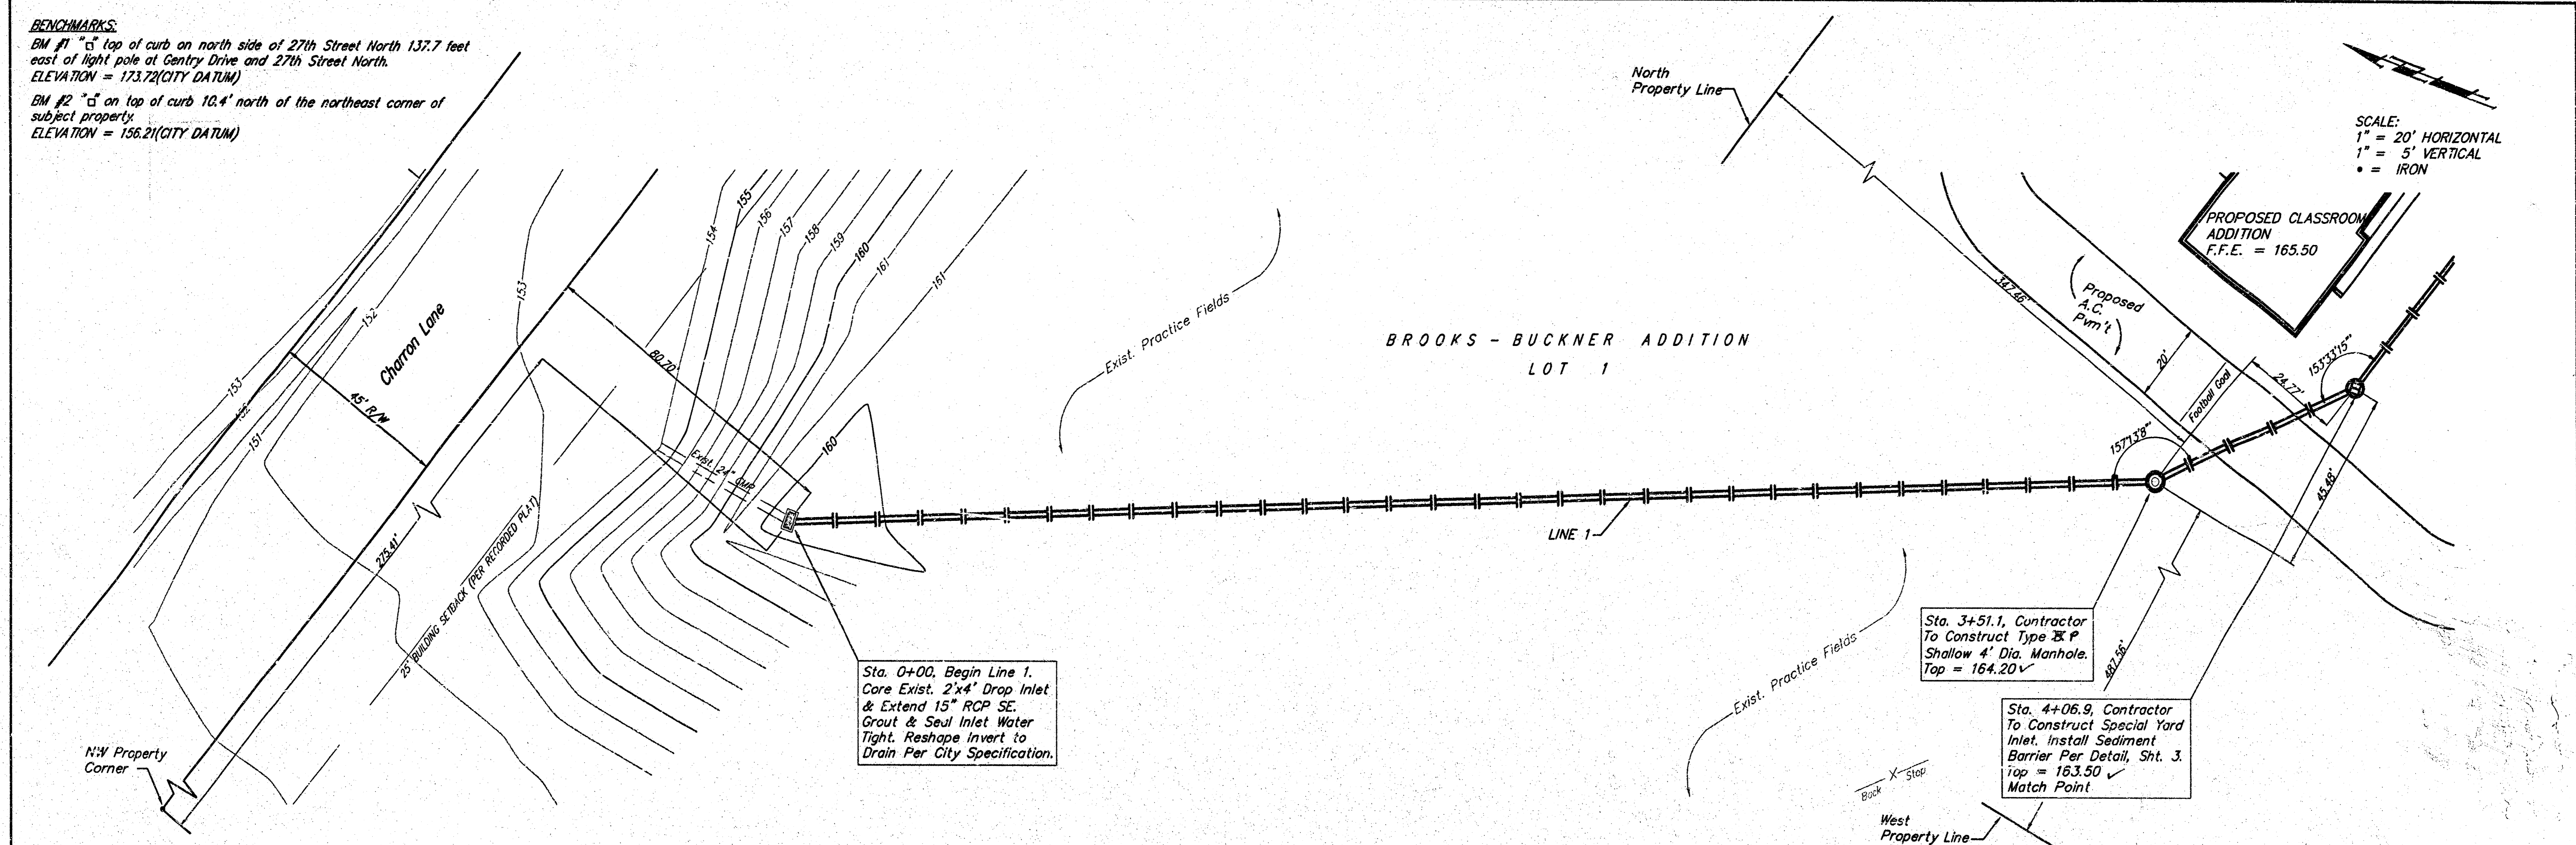 BENCHMARKS:
BM #1 "□" top of curb on north side of 27th Street North 137.7 feet
east of light pole at Gentry Drive and 27th Street North.
ELEVATION = 173.72(CITY DATUM)
BM #2 "□" on top of curb 10.4' north of the northeast corner of
subject property.
ELEVATION = 156.21(CITY DATUM)
North
Property Line
SCALE:
1" = 20' HORIZONTAL
1" = 5' VERTICAL
• = IRON
PROPOSED CLASSROOM
ADDITION
F.F.E. = 165.50
Proposed
A.C.
Pvm't
347.46'
20'
Football Goal
24.77'
153°33'15"
157°13'8"
45.48'
BROOKS - BUCKNER ADDITION
LOT 1
Exist. Practice Fields
154
155
156
157
158
159
160
161
161
153
152
153
152
151
Charron Lane
45' R/W
80.70'
160
Exist. 24"
CMP
275.41'
25' BUILDING SETBACK (PER RECORDED PLAT)
LINE 1
Exist. Practice Fields
Sta. 0+00, Begin Line 1.
Core Exist. 2'x4' Drop Inlet
& Extend 15" RCP SE.
Grout & Seal Inlet Water
Tight. Reshape Invert to
Drain Per City Specification.
Sta. 3+51.1, Contractor
To Construct Type P
Shallow 4' Dia. Manhole.
Top = 164.20 ✓
487.56'
Sta. 4+06.9, Contractor
To Construct Special Yard
Inlet. Install Sediment
Barrier Per Detail, Sht. 3.
Top = 163.50 ✓
Match Point
NW Property
Corner
X
Back Stop
West
Property Line